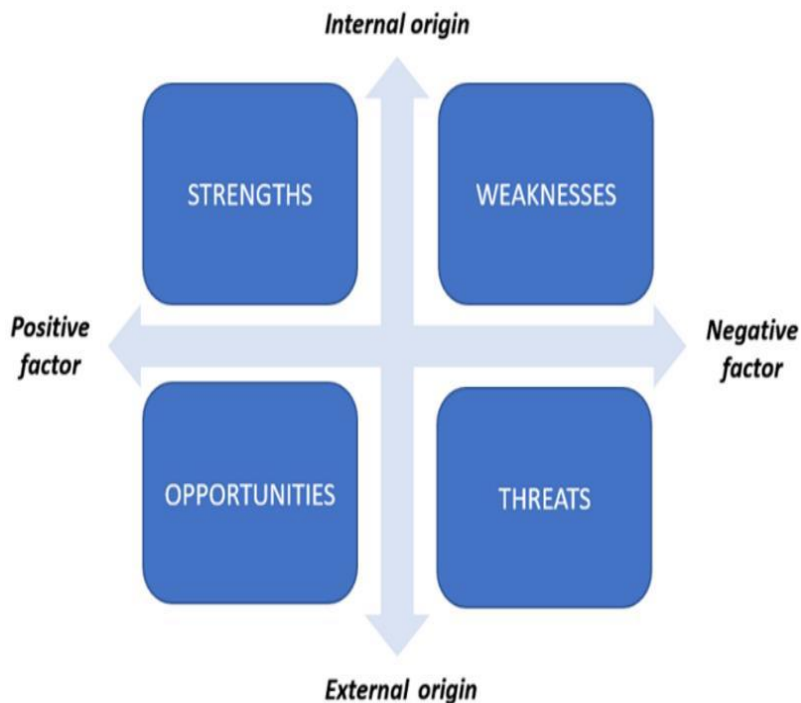 Internal origin
STRENGTHS
WEAKNESSES
Positive
factor
Negative
factor
OPPORTUNITIES
THREATS
External origin